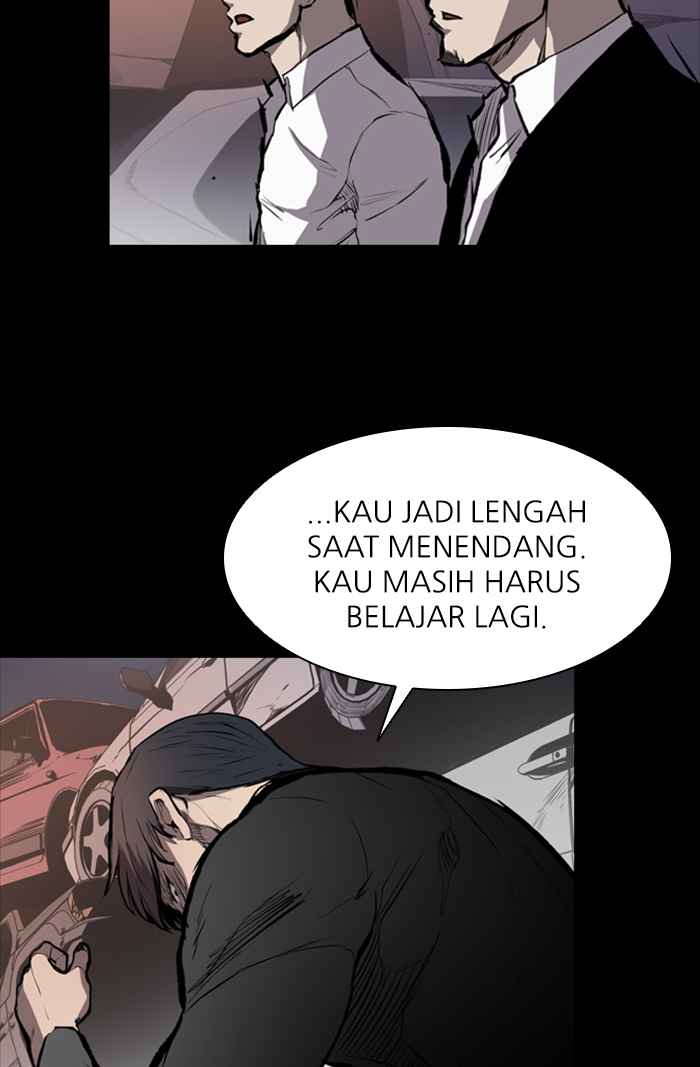 ...KAU JADI LENGAH
SAAT MENENDANG.
KAU MASIH HARUS
BELAJAR LAGI.